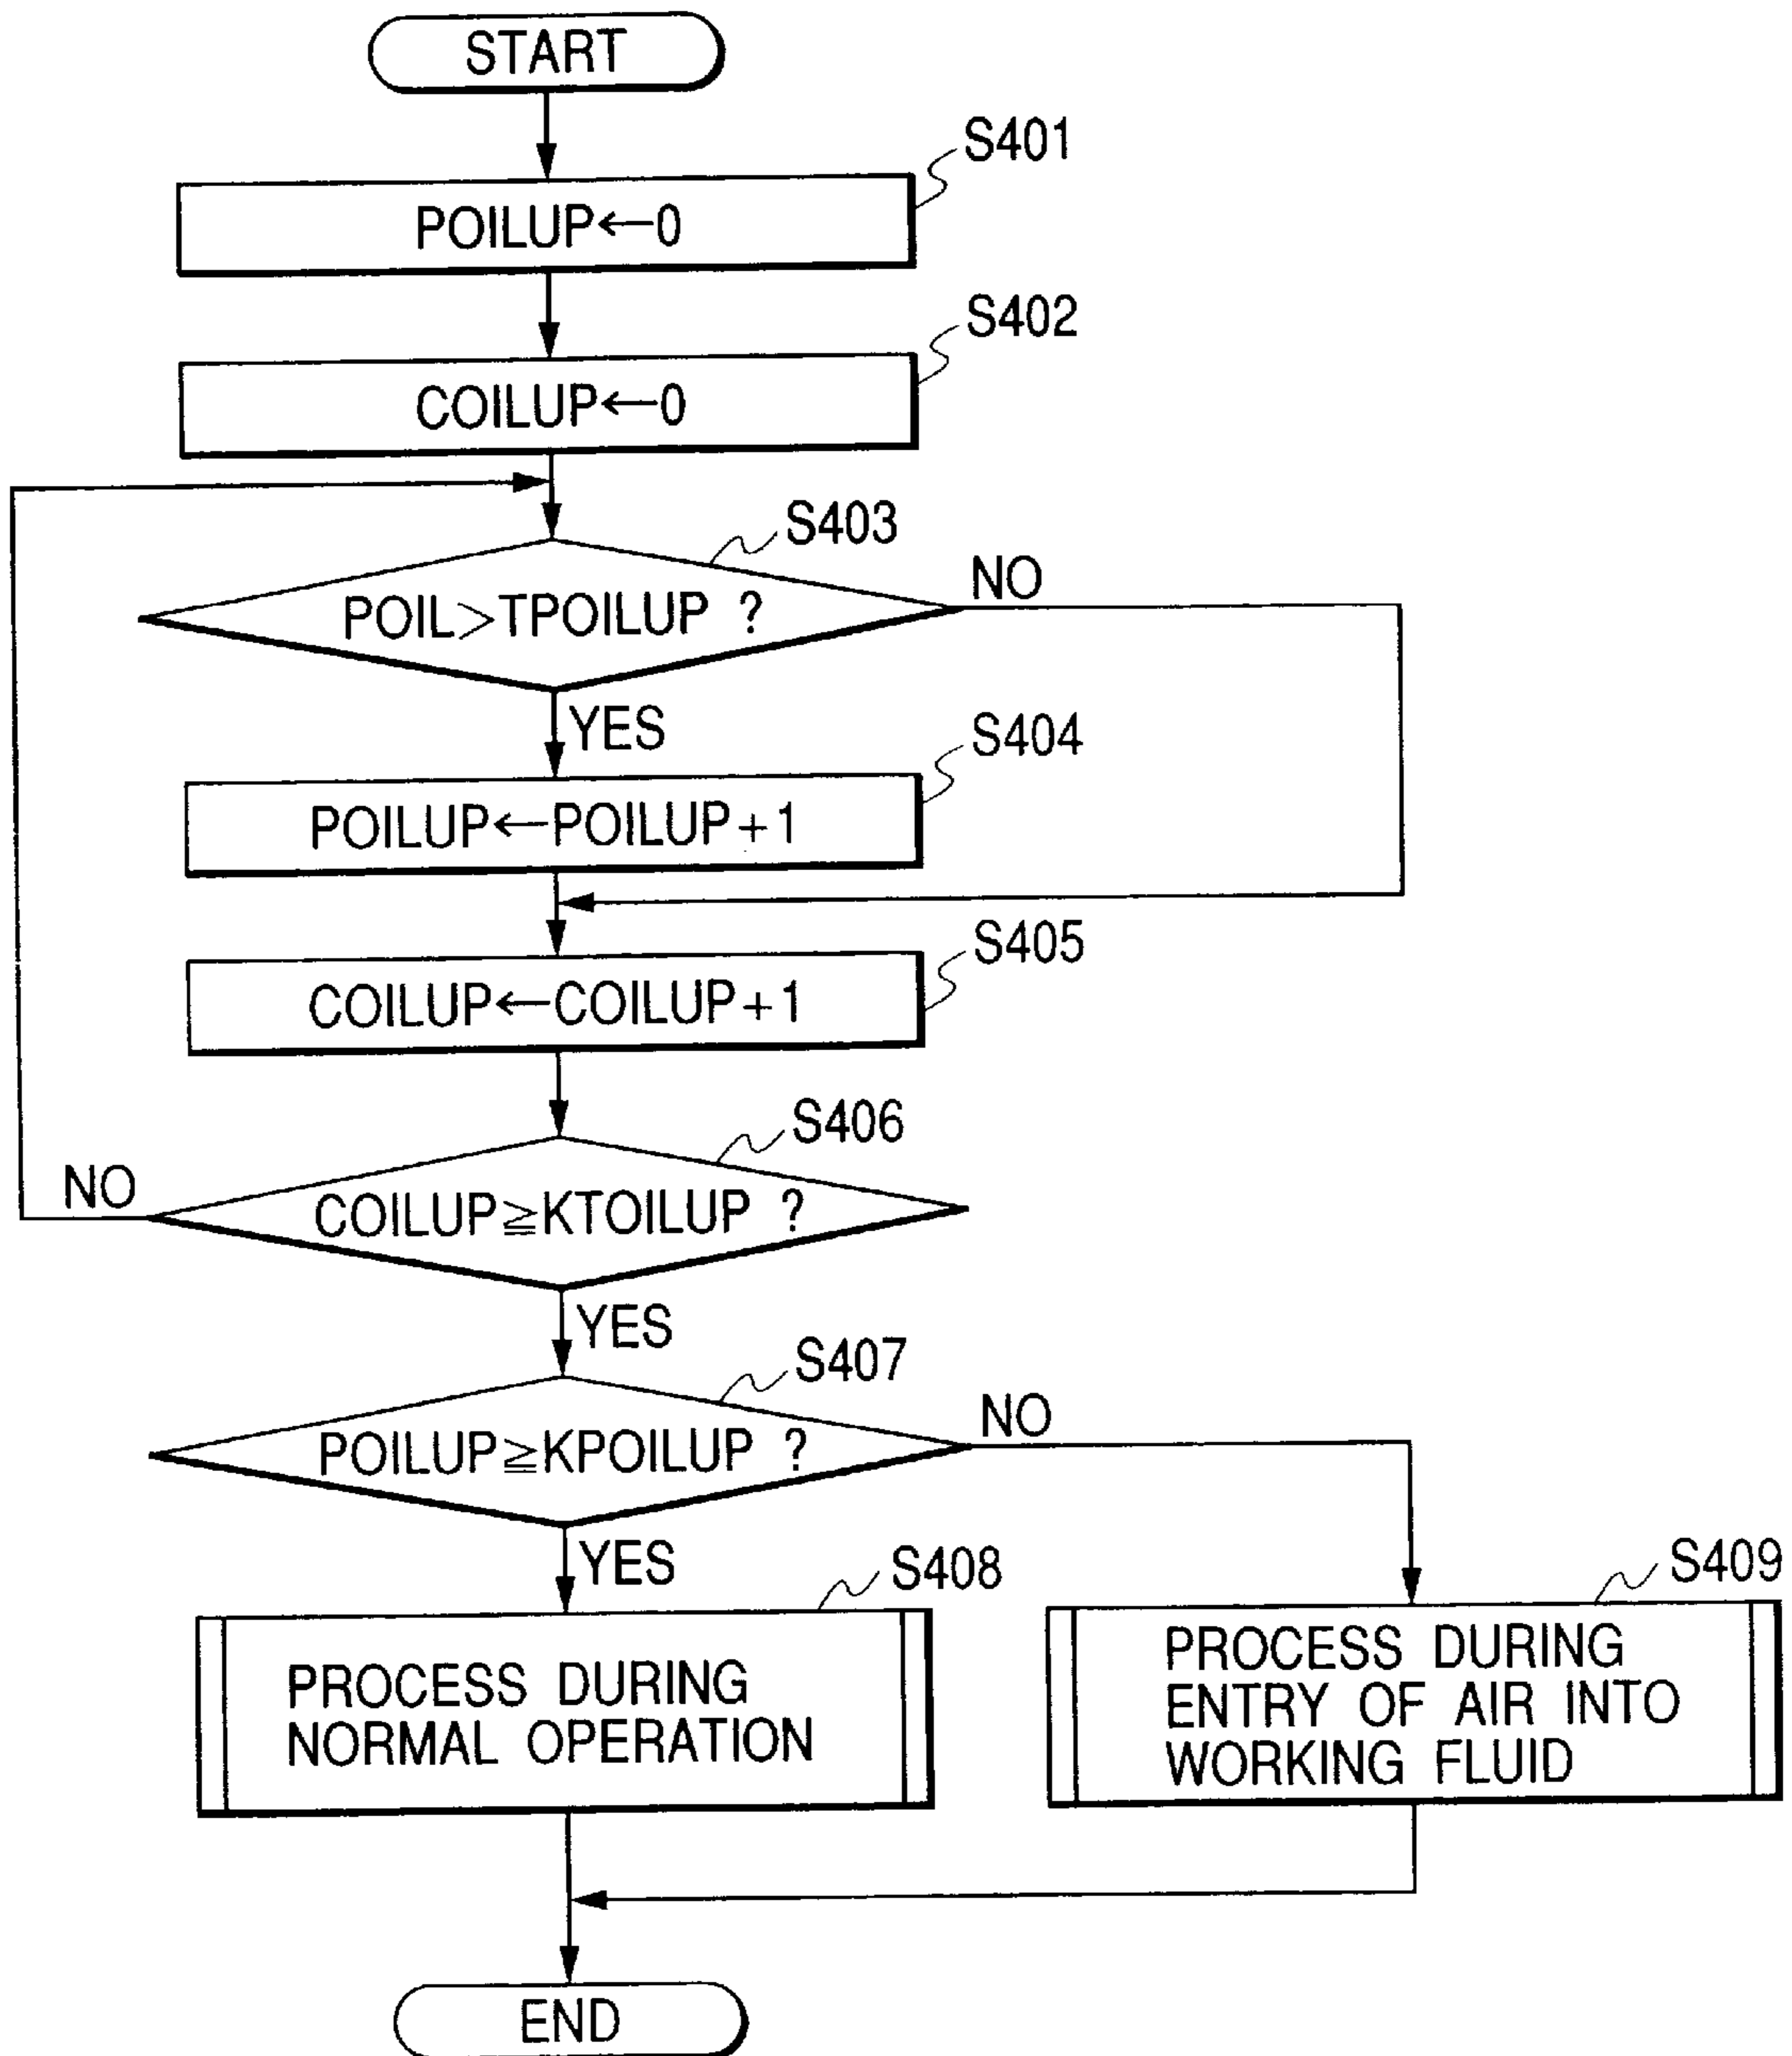 START
S401
POILUP←0
S402
COILUP←0
S403
POIL>TPOILUP ?
NO
YES
S404
POILUP←POILUP+1
S405
COILUP←COILUP+1
S406
NO
COILUP≧KTOILUP ?
YES
S407
POILUP≧KPOILUP ?
NO
YES
S408
PROCESS DURING
NORMAL OPERATION
S409
PROCESS DURING
ENTRY OF AIR INTO
WORKING FLUID
END